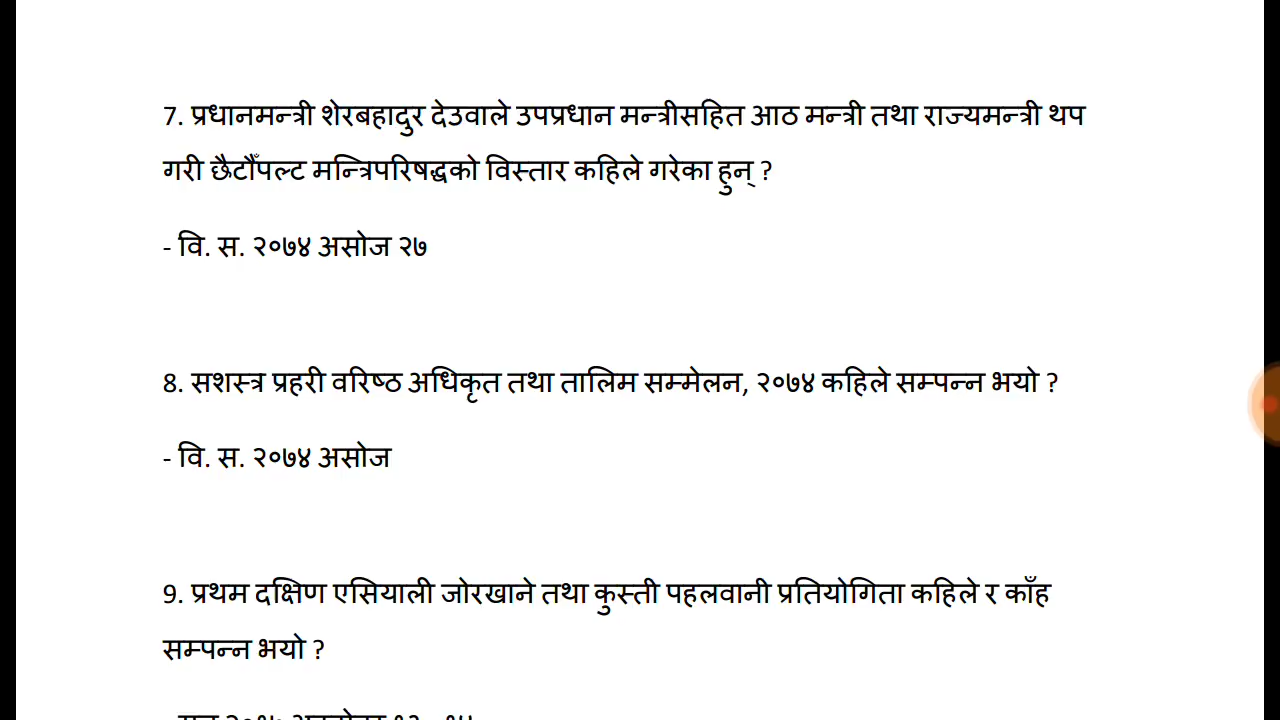 7. प्रधानमन्त्री शेरबहादुर देउवाले उपप्रधान मन्त्रीसहित आठ मन्त्री तथा राज्यमन्त्री थप
गरी छैटौँपल्ट मन्त्रिपरिषद्धको विस्तार कहिले गरेका हुन् ?
- वि. स. २०७४ असोज २७
8. सशस्त्र प्रहरी वरिष्ठ अधिकृत तथा तालिम सम्मेलन, २०७४ कहिले सम्पन्न भयो ?
- वि. स. २०७४ असोज
9. प्रथम दक्षिण एसियाली जोरखाने तथा कुस्ती पहलवानी प्रतियोगिता कहिले र काँह
सम्पन्न भयो ?